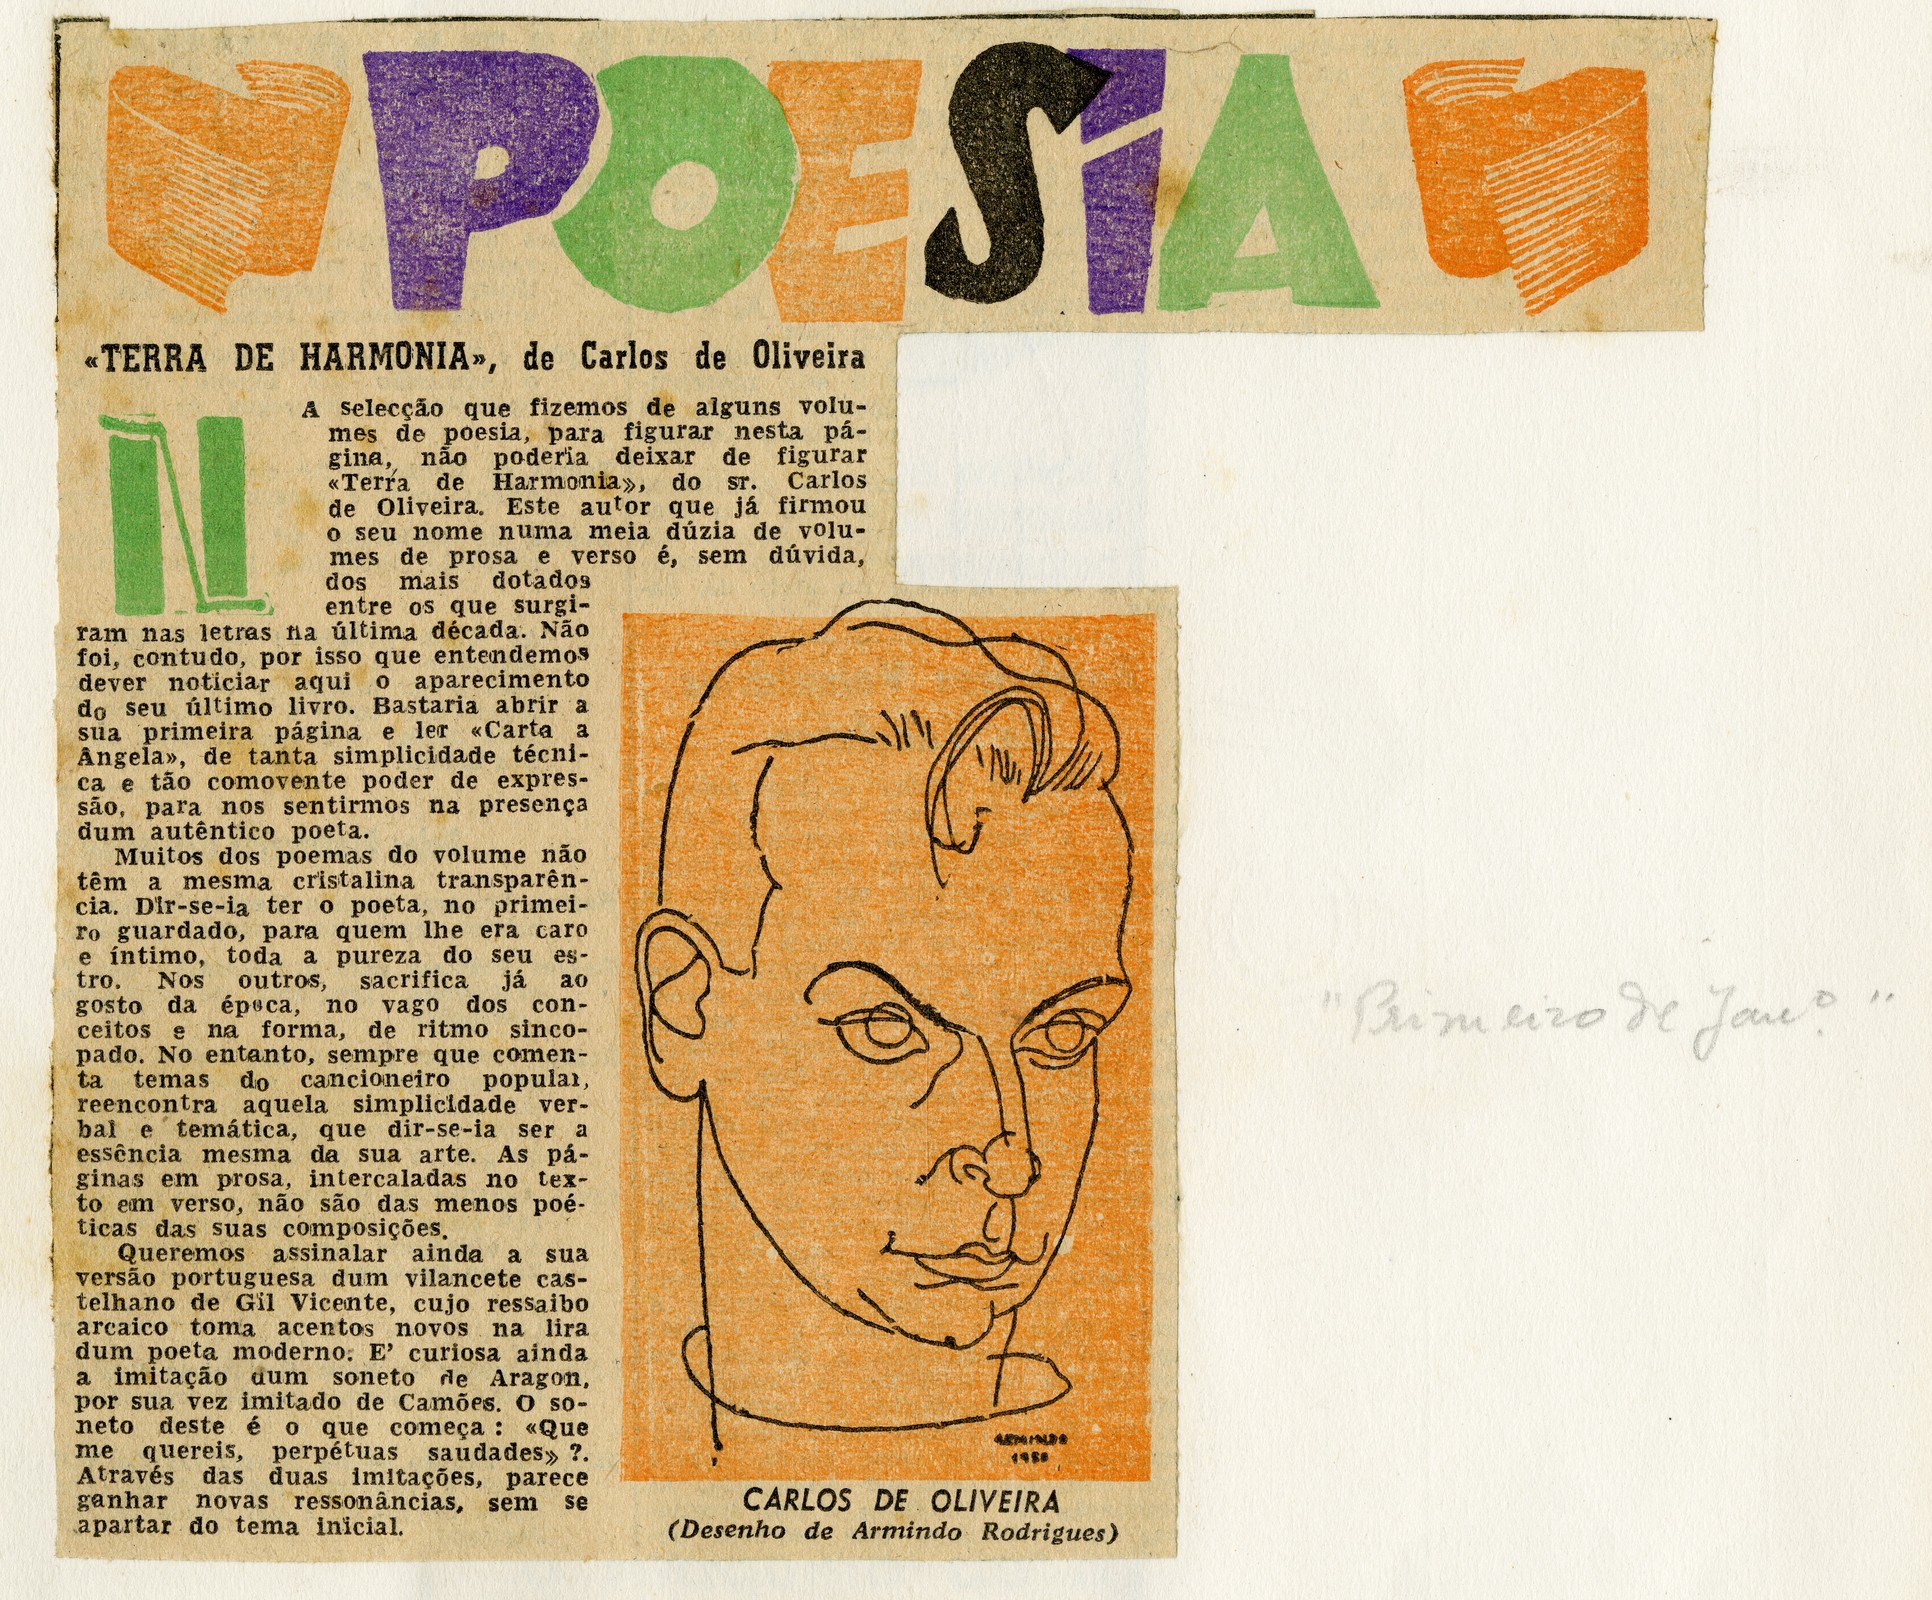 POESIA
«TERRA DE HARMONIA», de Carlos de Oliveira
NA selecção que fizemos de alguns volu-
mes de poesia, para figurar nesta pá-
gina, não poderia deixar de figurar
«Terra de Harmonia», do sr. Carlos
de Oliveira. Este autor que já firmou
o seu nome numa meia dúzia de volu-
mes de prosa e verso é, sem dúvida,
dos mais dotados
entre os que surgi-
ram nas letras na última década. Não
foi, contudo, por isso que entendemos
dever noticiar aqui o aparecimento
do seu último livro. Bastaria abrir a
sua primeira página e ler «Carta a
Ângela», de tanta simplicidade técni-
ca e tão comovente poder de expres-
são, para nos sentirmos na presença
dum autêntico poeta.
Muitos dos poemas do volume não
têm a mesma cristalina transparên-
cia. Dir-se-ia ter o poeta, no primei-
ro guardado, para quem lhe era caro
e íntimo, toda a pureza do seu es-
tro. Nos outros, sacrifica já ao
gosto da época, no vago dos con-
ceitos e na forma, de ritmo sinco-
pado. No entanto, sempre que comen-
ta temas do cancioneiro popular,
reencontra aquela simplicidade ver-
bal e temática, que dir-se-ia ser a
essência mesma da sua arte. As pá-
ginas em prosa, intercaladas no tex-
to em verso, não são das menos poé-
ticas das suas composições.
Queremos assinalar ainda a sua
versão portuguesa dum vilancete cas-
telhano de Gil Vicente, cujo ressaibo
arcaico toma acentos novos na lira
dum poeta moderno. E' curiosa ainda
a imitação dum soneto de Aragon,
por sua vez imitado de Camões. O so-
neto deste é o que começa : «Que
me quereis, perpétuas saudades» ?.
Através das duas imitações, parece
ganhar novas ressonâncias, sem se
apartar do tema inicial.
ARMINDO
1950
CARLOS DE OLIVEIRA
(Desenho de Armindo Rodrigues)
"Primeiro de Janº."